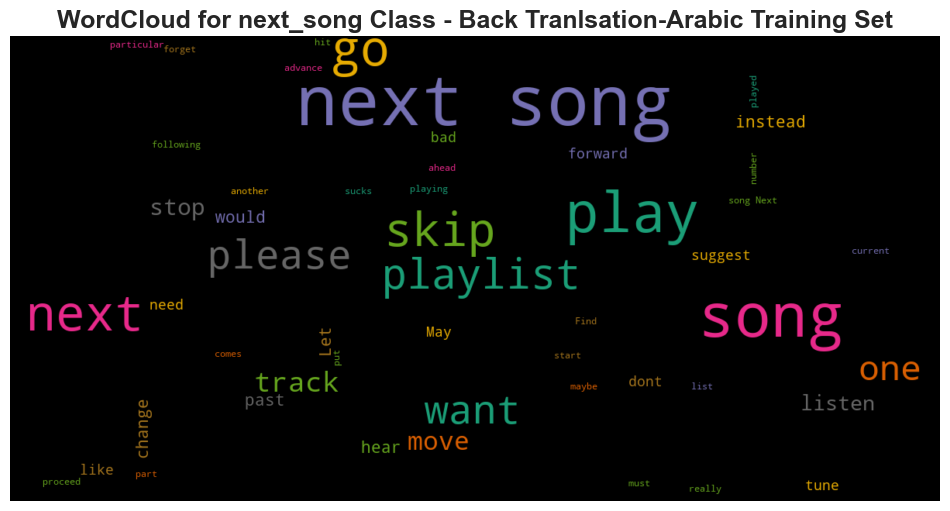 WordCloud for next_song Class - Back Tranlsation-Arabic Training Set
particular
forget
hit
go
advance
next song
played
instead
bad
following
forward
ahead
number
another
sucks
playing
song Next
stop
would
skip
play
please
suggest
current
playlist
next
need
May
Find
song
Let
comes
put
start
one
track
maybe
dont
list
past
want
listen
change
hear
move
like
part
proceed
must
really
tune